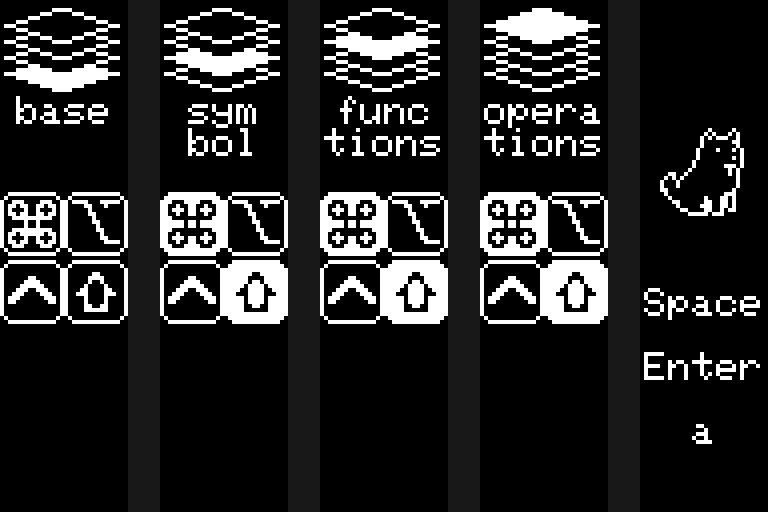 base
sym
bol
func
tions
opera
tions
Space
Enter
a